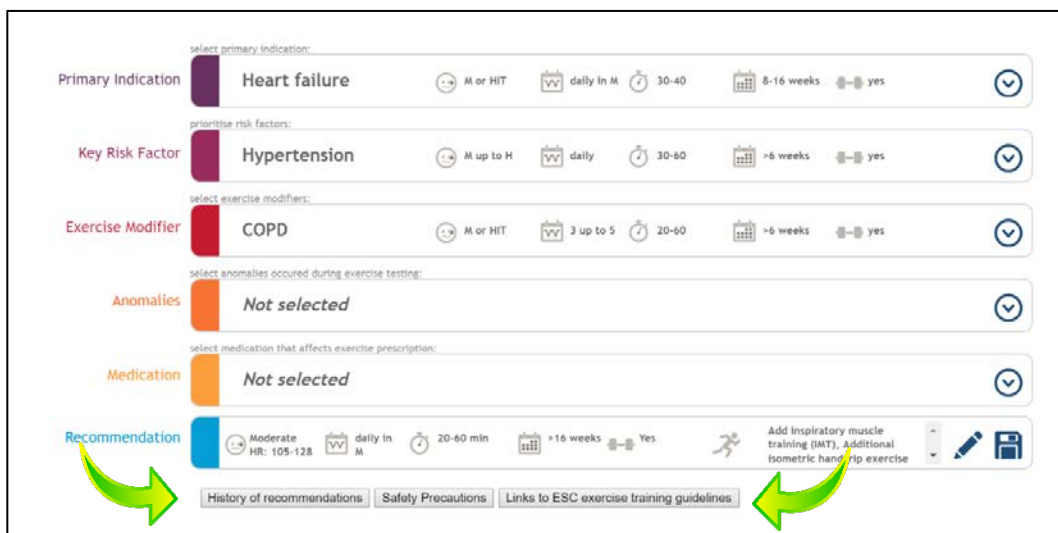 select primary indication:
Primary Indication Heart failure M or HIT daily in M 30-40 8-16 weeks yes
prioritise risk factors:
Key Risk Factor Hypertension M up to H daily 30-60 >6 weeks yes
select exercise modifiers:
Exercise Modifier COPD M or HIT 3 up to 5 20-60 >6 weeks yes
select anomalies occured during exercise testing:
Anomalies Not selected
select medication that affects exercise prescription:
Medication Not selected
Recommendation Moderate daily in 20-60 min >16 weeks Yes Add inspiratory muscle
HR: 105-128 M training (IMT), Additional
isometric handgrip exercise
History of recommendations Safety Precautions Links to ESC exercise training guidelines